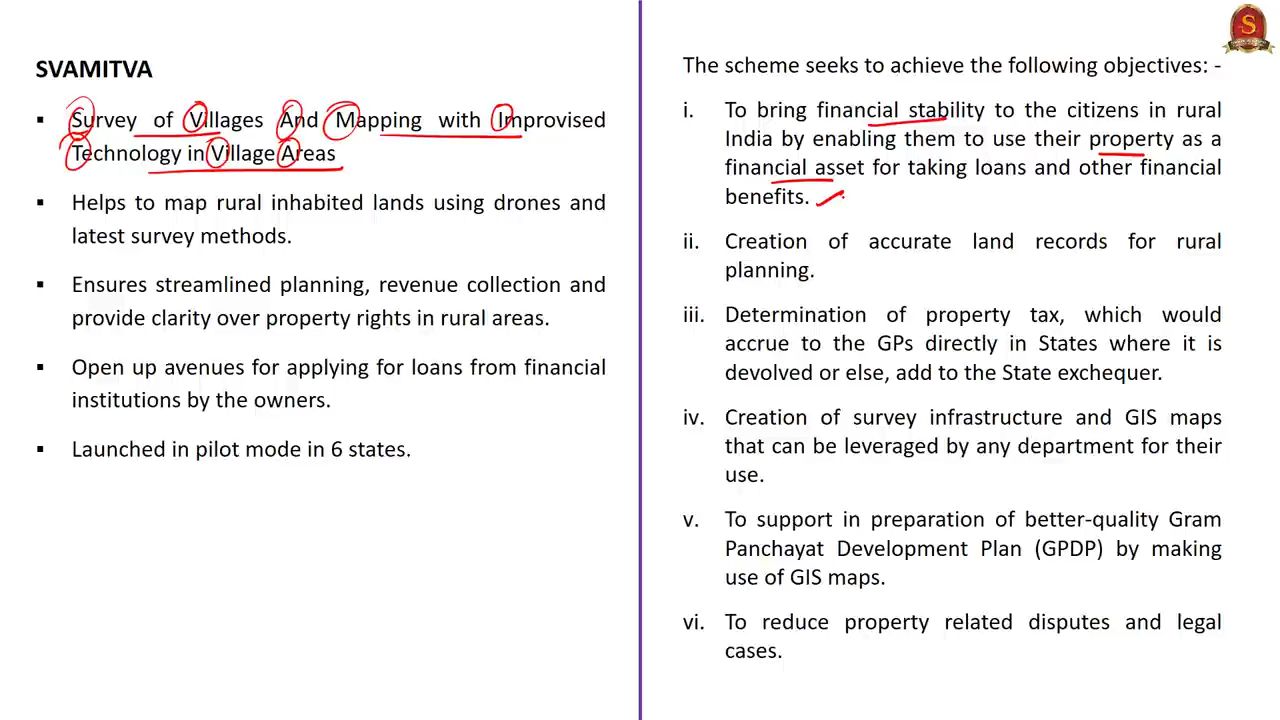 SVAMITVA
▪ Survey of Villages And Mapping with Improvised
Technology in Village Areas
▪ Helps to map rural inhabited lands using drones and
latest survey methods.
▪ Ensures streamlined planning, revenue collection and
provide clarity over property rights in rural areas.
▪ Open up avenues for applying for loans from financial
institutions by the owners.
▪ Launched in pilot mode in 6 states.
The scheme seeks to achieve the following objectives: -
i. To bring financial stability to the citizens in rural
India by enabling them to use their property as a
financial asset for taking loans and other financial
benefits.
ii. Creation of accurate land records for rural
planning.
iii. Determination of property tax, which would
accrue to the GPs directly in States where it is
devolved or else, add to the State exchequer.
iv. Creation of survey infrastructure and GIS maps
that can be leveraged by any department for their
use.
v. To support in preparation of better-quality Gram
Panchayat Development Plan (GPDP) by making
use of GIS maps.
vi. To reduce property related disputes and legal
cases.
S